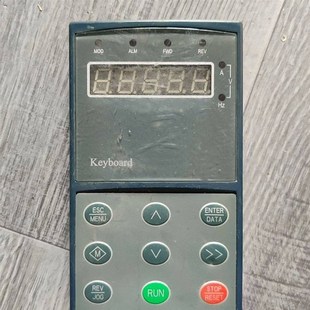 MOD ALM FWD REV
A
V
Hz
Keyboard
ESC
MENU
ENTER
DATA
M
>>
REV
JOG
RUN
STOP
RESET